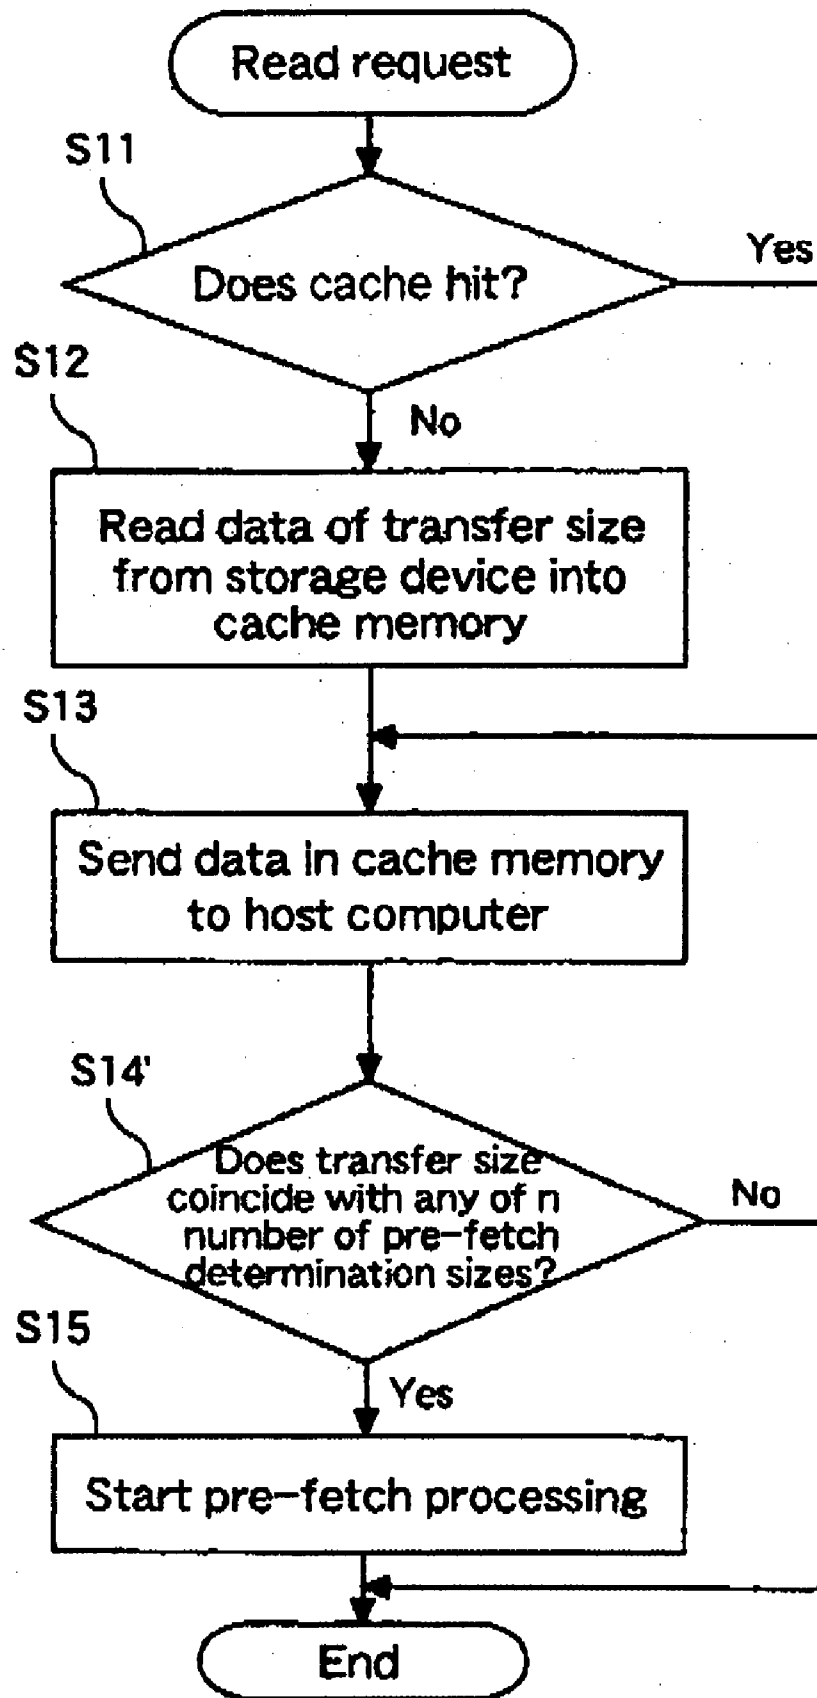 Read request
S11
Does cache hit?
Yes
S12
No
Read data of transfer size
from storage device into
cache memory
S13
Send data in cache memory
to host computer
S14'
Does transfer size
coincide with any of n
number of pre-fetch
determination sizes?
No
S15
Yes
Start pre-fetch processing
End